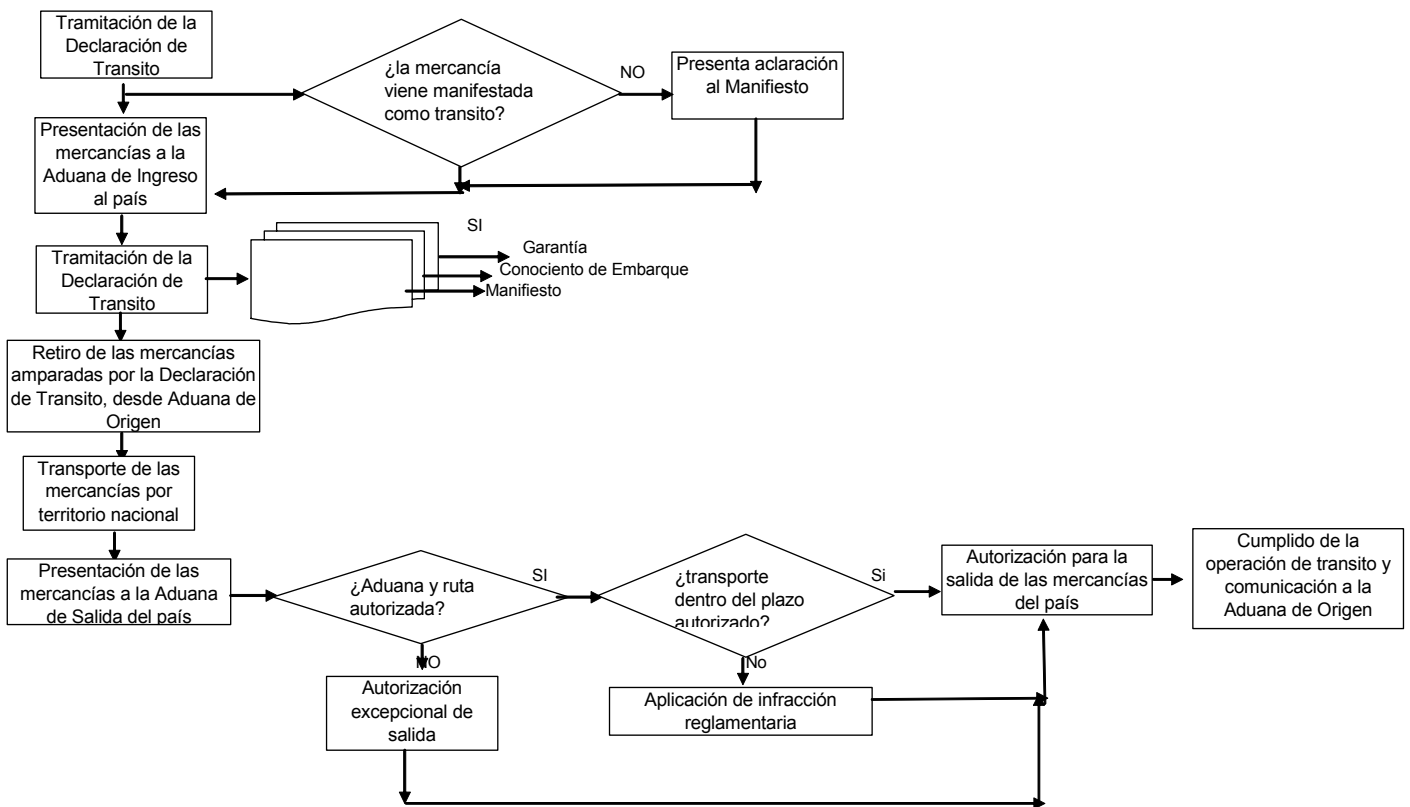 Tramitación de la
Declaración de
Transito
¿la mercancía
viene manifestada
como transito?
NO
Presenta aclaración
al Manifiesto
Presentación de las
mercancías a la
Aduana de Ingreso
al país
SI
Tramitación de la
Declaración de
Transito
Garantía
Conociento de Embarque
Manifiesto
Retiro de las mercancías
amparadas por la Declaración
de Transito, desde Aduana de
Origen
Transporte de las
mercancías por
territorio nacional
Presentación de las
mercancías a la Aduana
de Salida del país
¿Aduana y ruta
autorizada?
SI
¿transporte
dentro del plazo
autorizado?
Si
Autorización para la
salida de las mercancías
del país
Cumplido de la
operación de transito y
comunicación a la
Aduana de Origen
NO
Autorización
excepcional de
salida
No
Aplicación de infracción
reglamentaria